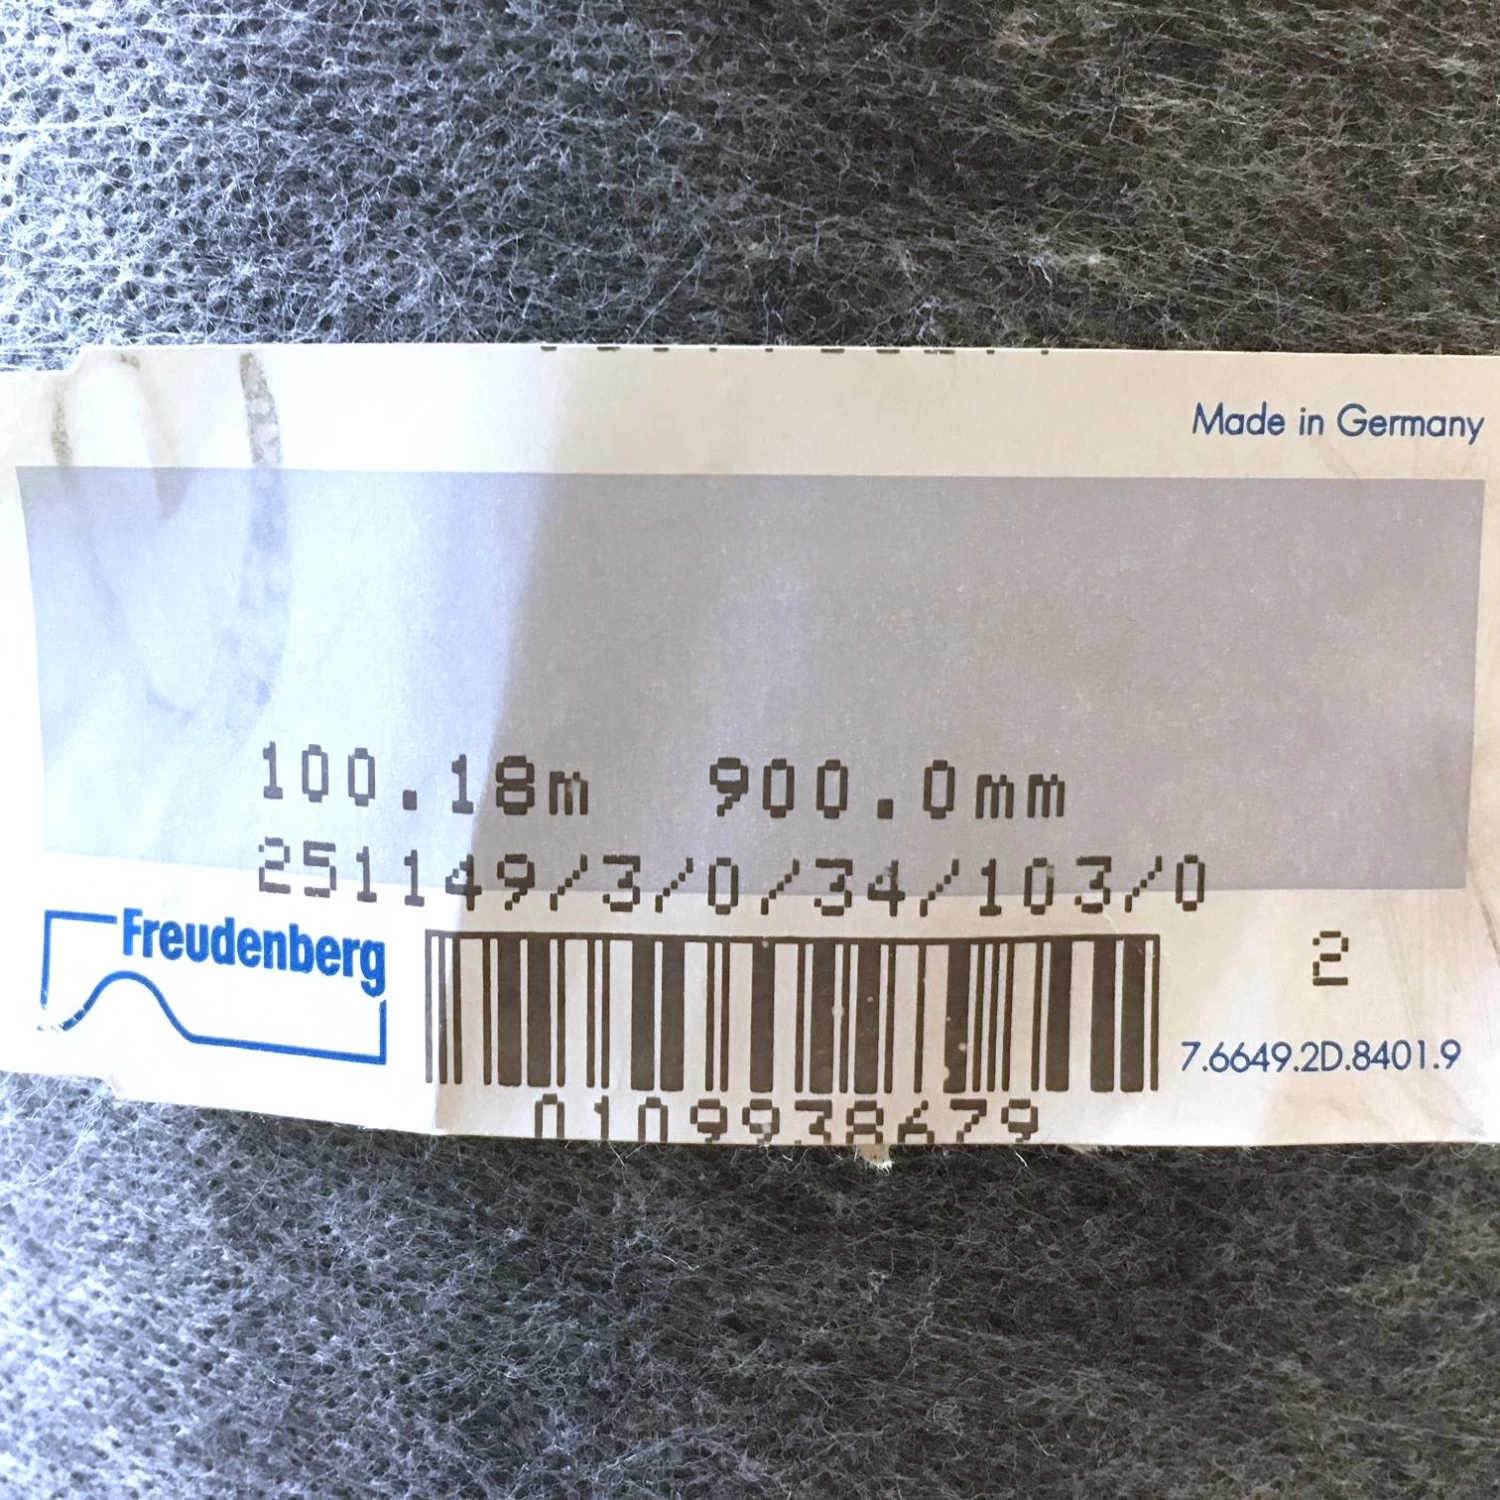 Made in Germany
100.18m 900.0mm
251149/3/0/34/103/0
Freudenberg
2
7.6649.2D.8401.9
0109938679